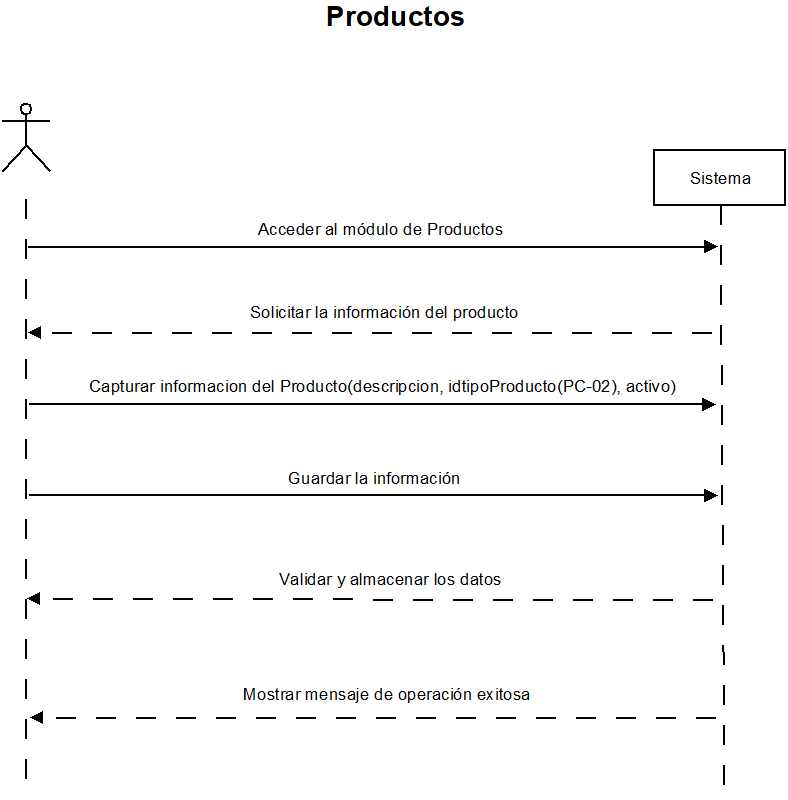 Productos
Sistema
Acceder al módulo de Productos
Solicitar la información del producto
Capturar informacion del Producto(descripcion, idtipoProducto(PC-02), activo)
Guardar la información
Validar y almacenar los datos
Mostrar mensaje de operación exitosa